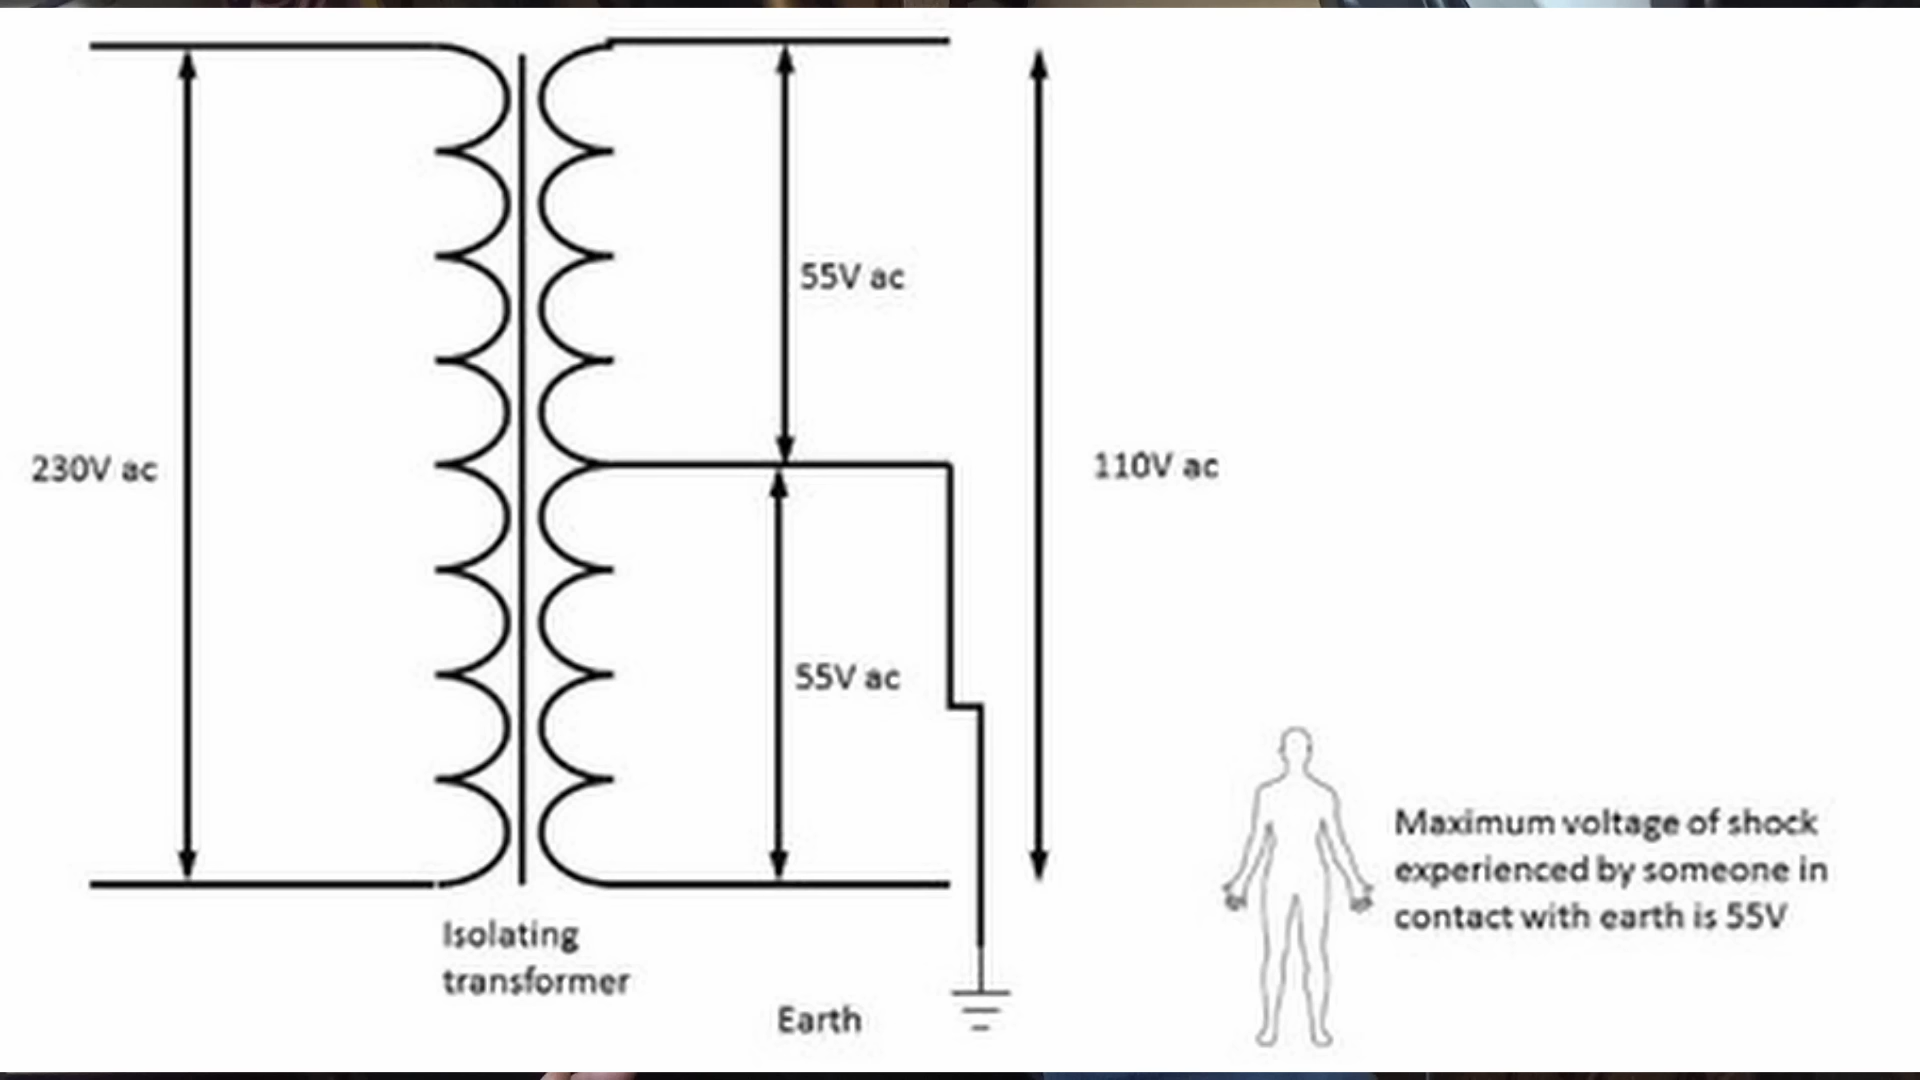 55V ac
230V ac
110V ac
55V ac
Maximum voltage of shock
experienced by someone in
contact with earth is 55V
Isolating
transformer
Earth